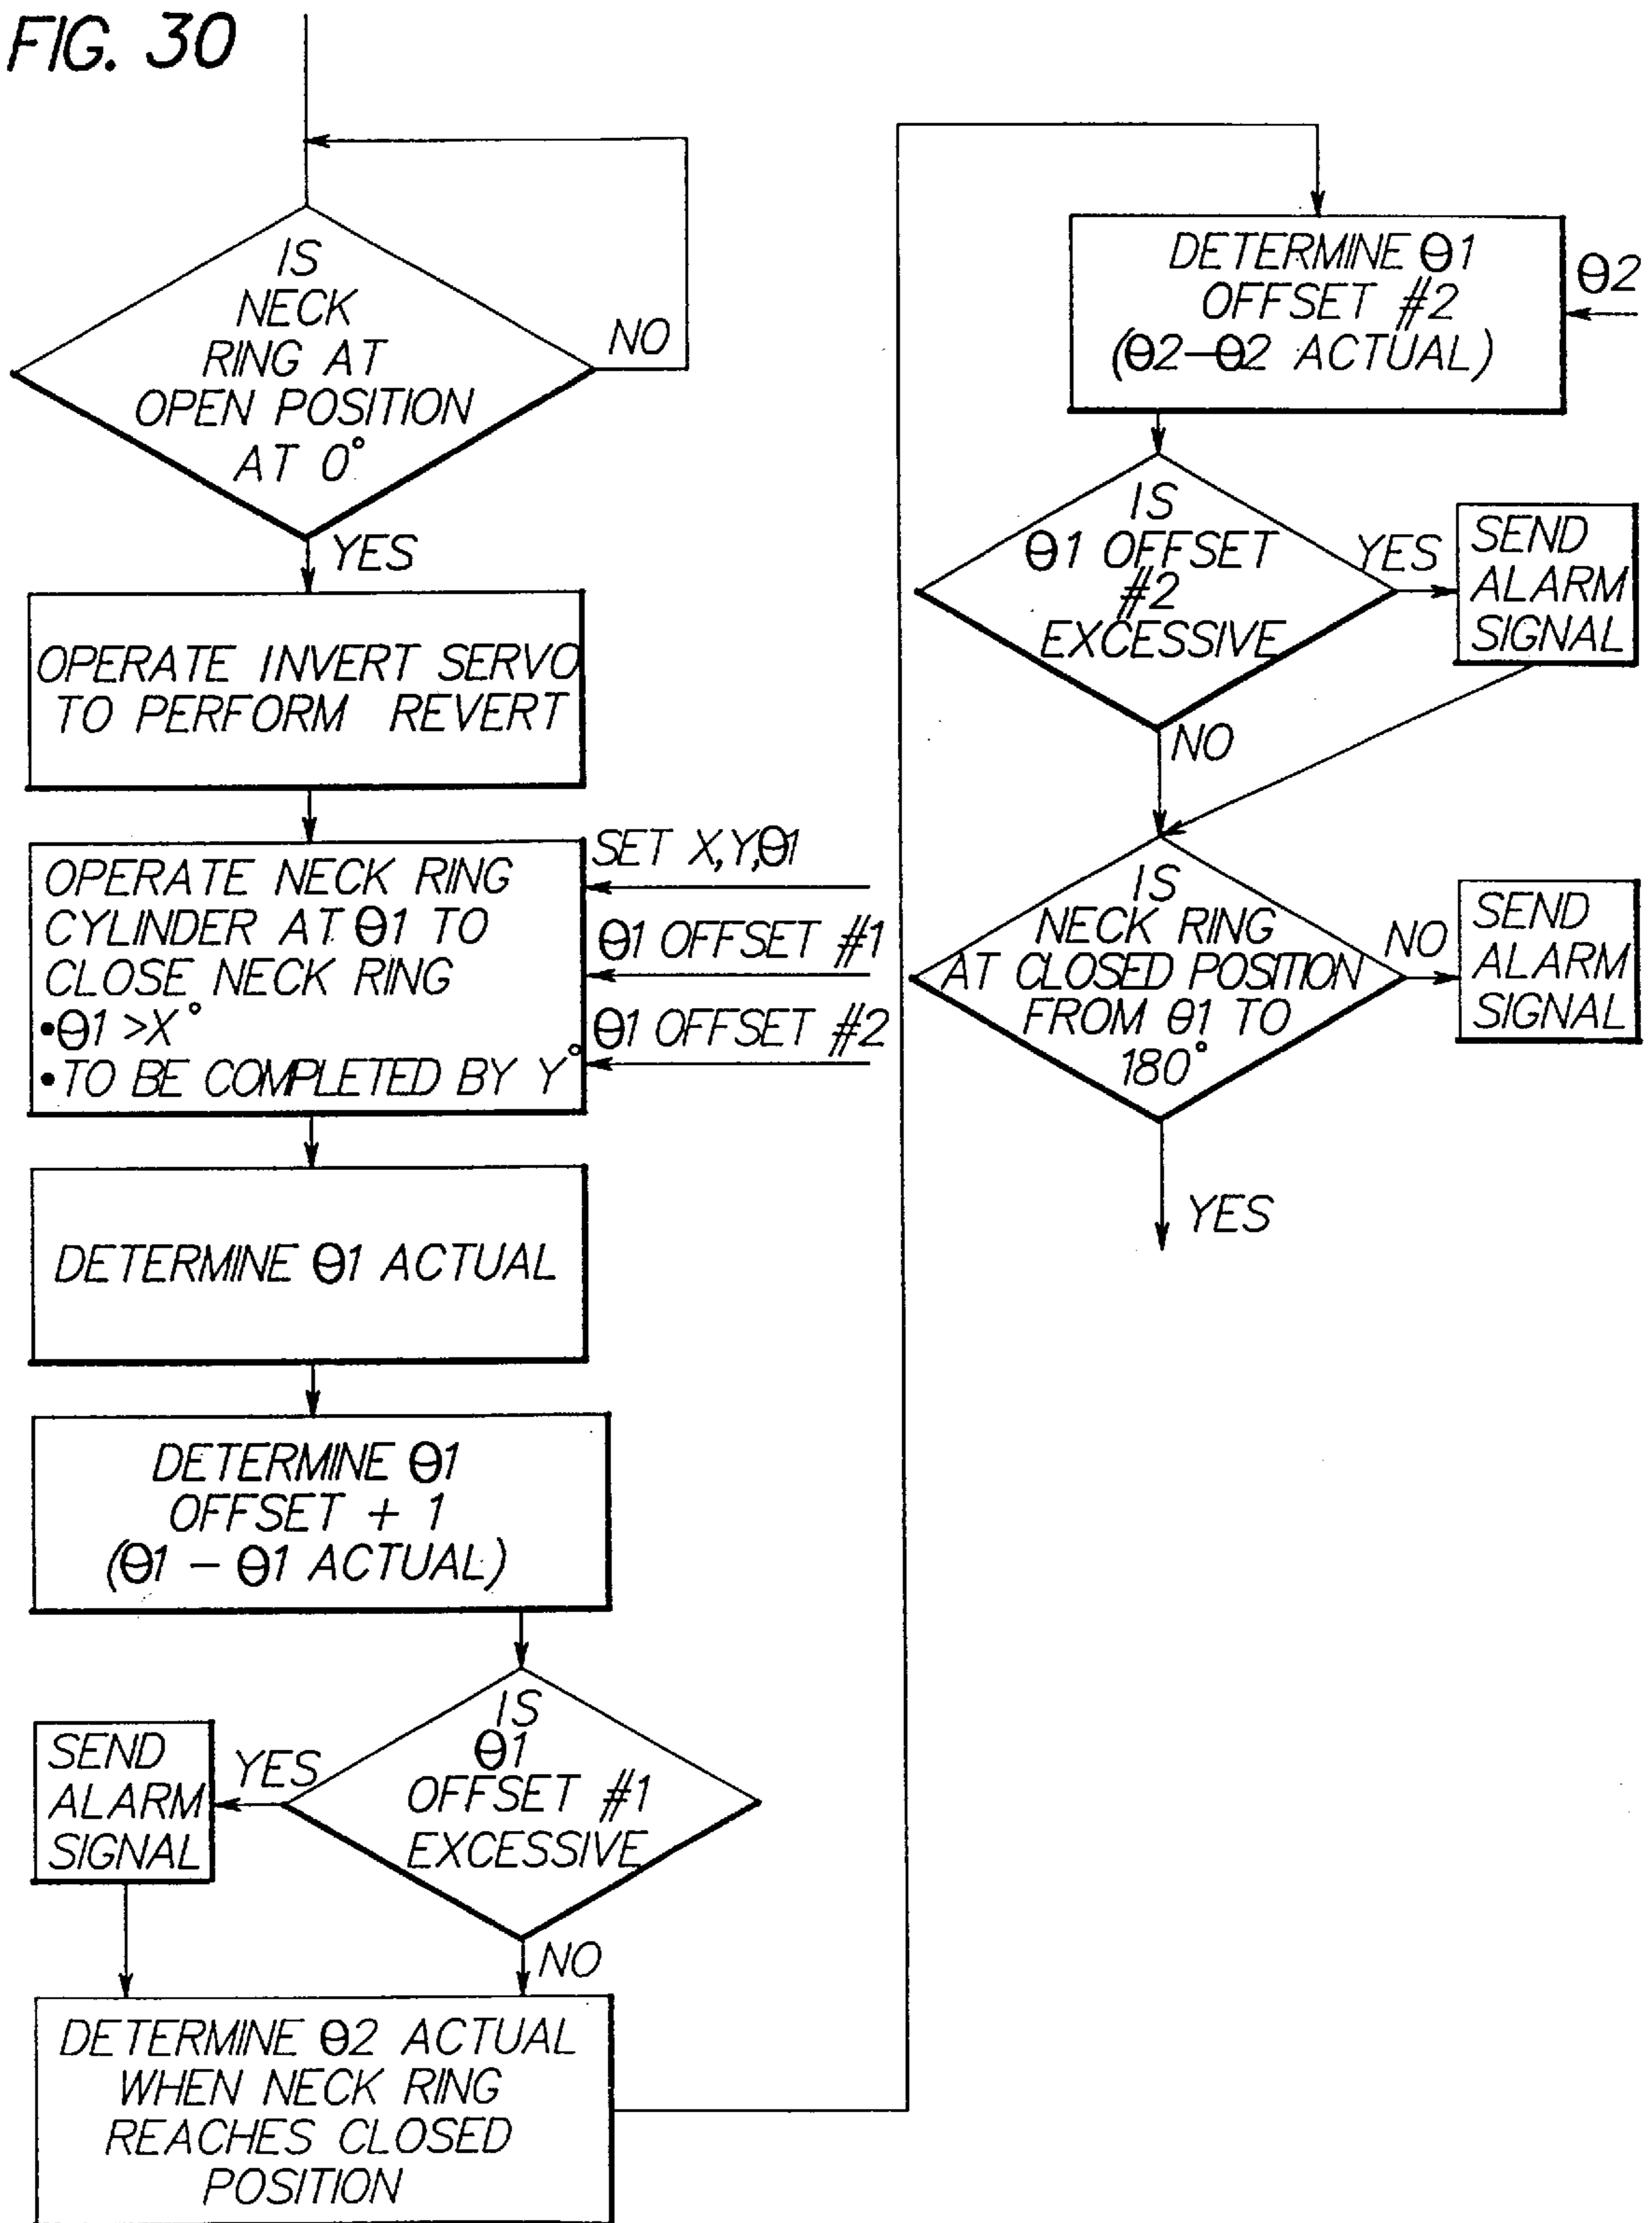 FIG. 30
IS
NECK
RING AT
OPEN POSITION
AT 0°
NO
YES
OPERATE INVERT SERVO
TO PERFORM REVERT
OPERATE NECK RING
CYLINDER AT θ1 TO
CLOSE NECK RING
•θ1 >X°
•TO BE COMPLETED BY Y°
SET X,Y,θ1
θ1 OFFSET #1
θ1 OFFSET #2
DETERMINE θ1 ACTUAL
DETERMINE θ1
OFFSET + 1
(θ1 – θ1 ACTUAL)
IS
θ1
OFFSET #1
EXCESSIVE
YES
SEND
ALARM
SIGNAL
NO
DETERMINE θ2 ACTUAL
WHEN NECK RING
REACHES CLOSED
POSITION
DETERMINE θ1
OFFSET #2
(θ2–θ2 ACTUAL)
θ2
IS
θ1 OFFSET
#2
EXCESSIVE
YES
SEND
ALARM
SIGNAL
NO
IS
NECK RING
AT CLOSED POSITION
FROM θ1 TO
180°
NO
SEND
ALARM
SIGNAL
YES